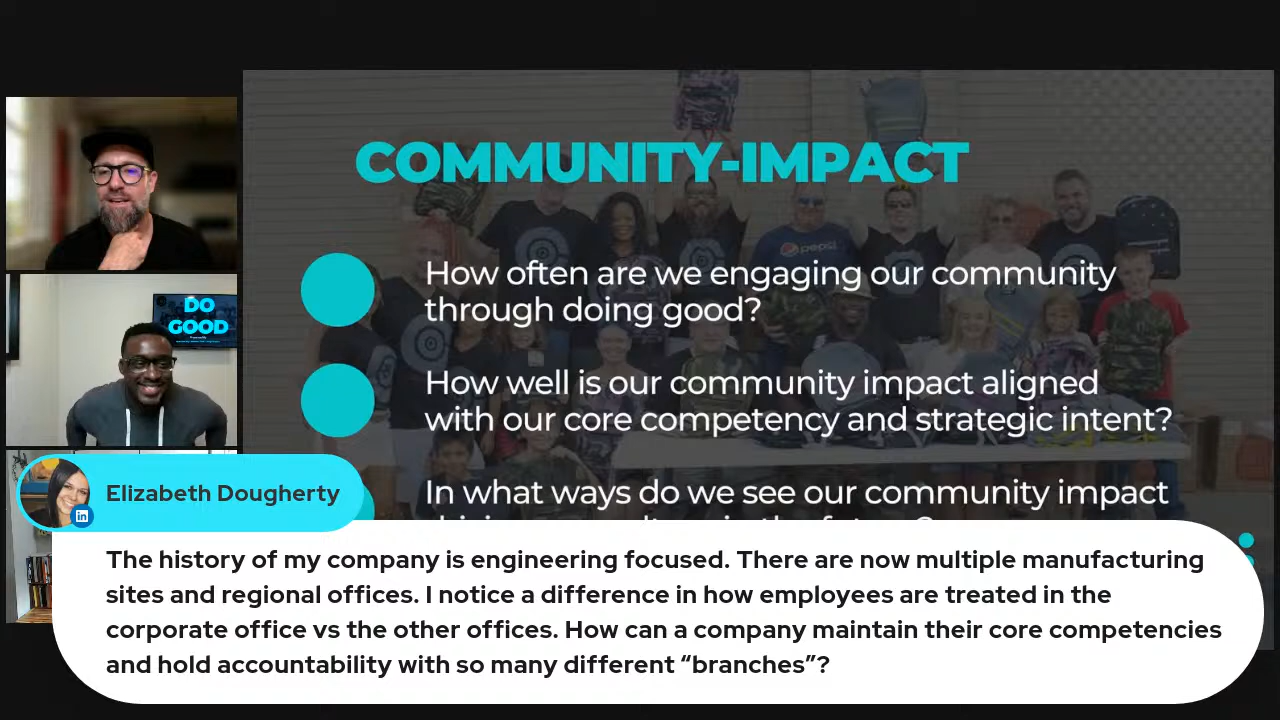 COMMUNITY-IMPACT
How often are we engaging our community
through doing good?
How well is our community impact aligned
with our core competency and strategic intent?
In what ways do we see our community impact
pepsi
DO
GOOD
in
Elizabeth Dougherty
The history of my company is engineering focused. There are now multiple manufacturing
sites and regional offices. I notice a difference in how employees are treated in the
corporate office vs the other offices. How can a company maintain their core competencies
and hold accountability with so many different “branches”?